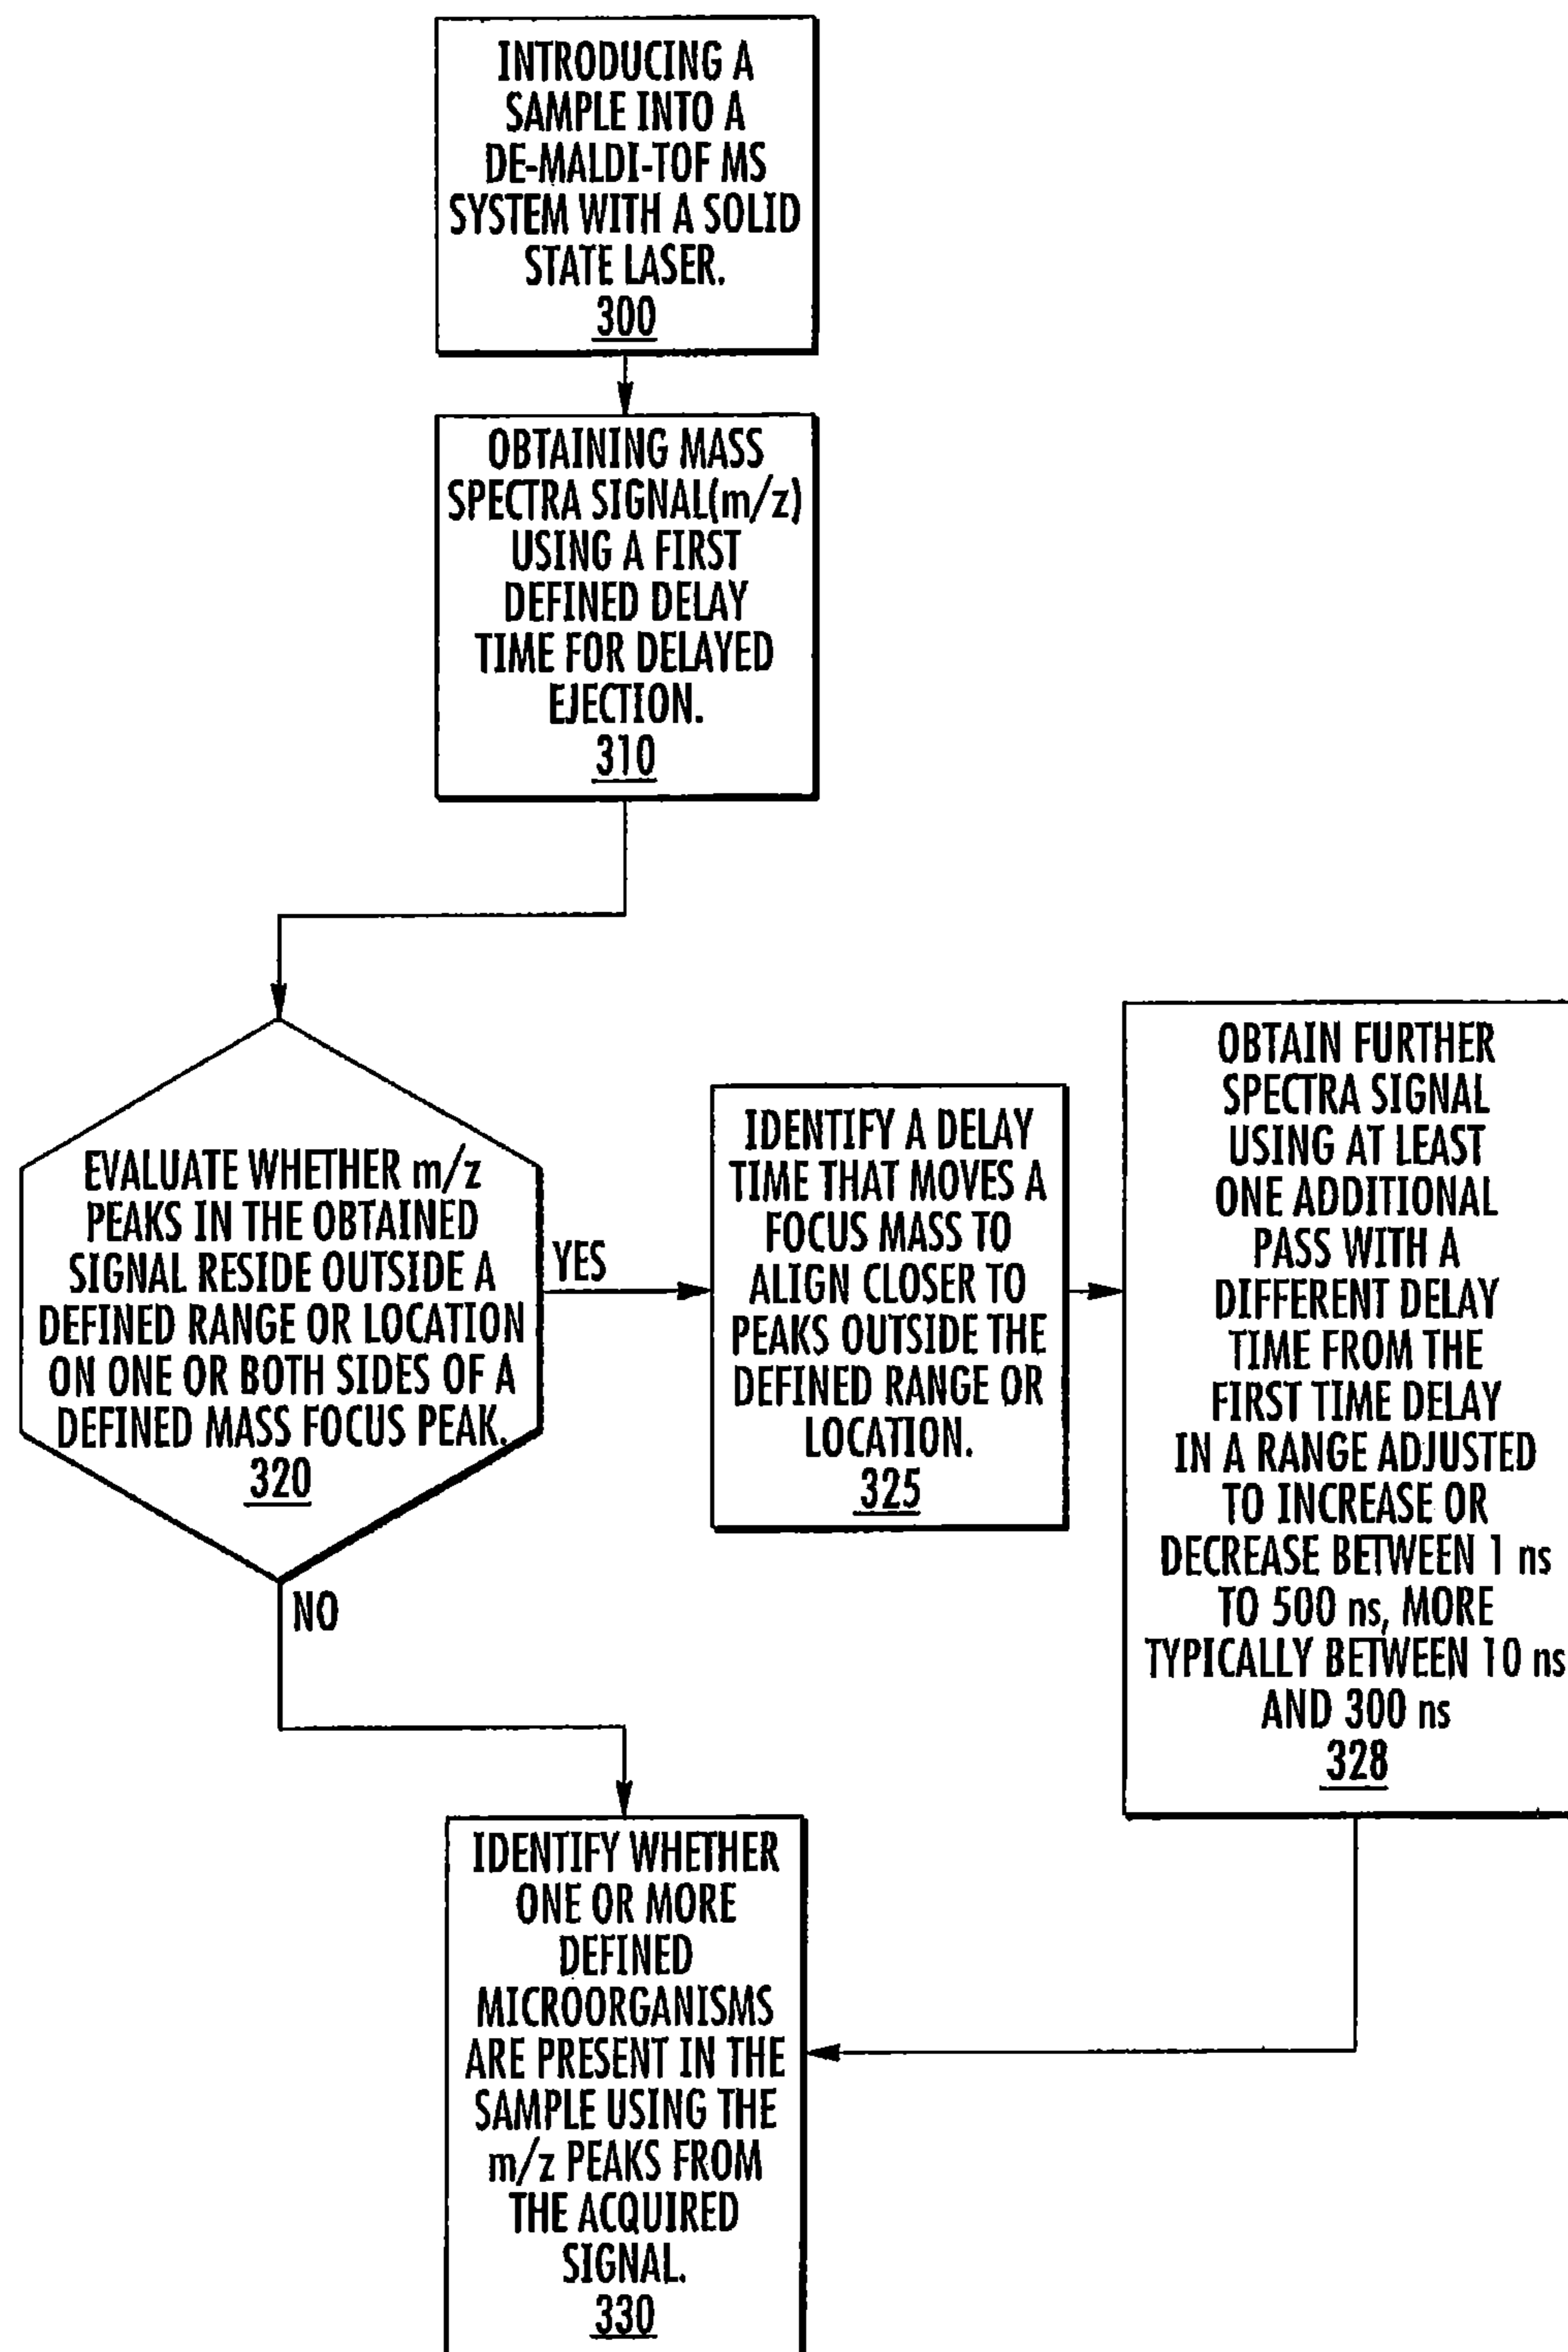 INTRODUCING A
SAMPLE INTO A
DE-MALDI-TOF MS
SYSTEM WITH A SOLID
STATE LASER.
300
OBTAINING MASS
SPECTRA SIGNAL(m/z)
USING A FIRST
DEFINED DELAY
TIME FOR DELAYED
EJECTION.
310
EVALUATE WHETHER m/z
PEAKS IN THE OBTAINED
SIGNAL RESIDE OUTSIDE A
DEFINED RANGE OR LOCATION
ON ONE OR BOTH SIDES OF A
DEFINED MASS FOCUS PEAK.
320
YES
NO
IDENTIFY A DELAY
TIME THAT MOVES A
FOCUS MASS TO
ALIGN CLOSER TO
PEAKS OUTSIDE THE
DEFINED RANGE OR
LOCATION.
325
OBTAIN FURTHER
SPECTRA SIGNAL
USING AT LEAST
ONE ADDITIONAL
PASS WITH A
DIFFERENT DELAY
TIME FROM THE
FIRST TIME DELAY
IN A RANGE ADJUSTED
TO INCREASE OR
DECREASE BETWEEN 1 ns
TO 500 ns, MORE
TYPICALLY BETWEEN 10 ns
AND 300 ns
328
IDENTIFY WHETHER
ONE OR MORE
DEFINED
MICROORGANISMS
ARE PRESENT IN THE
SAMPLE USING THE
m/z PEAKS FROM
THE ACQUIRED
SIGNAL.
330